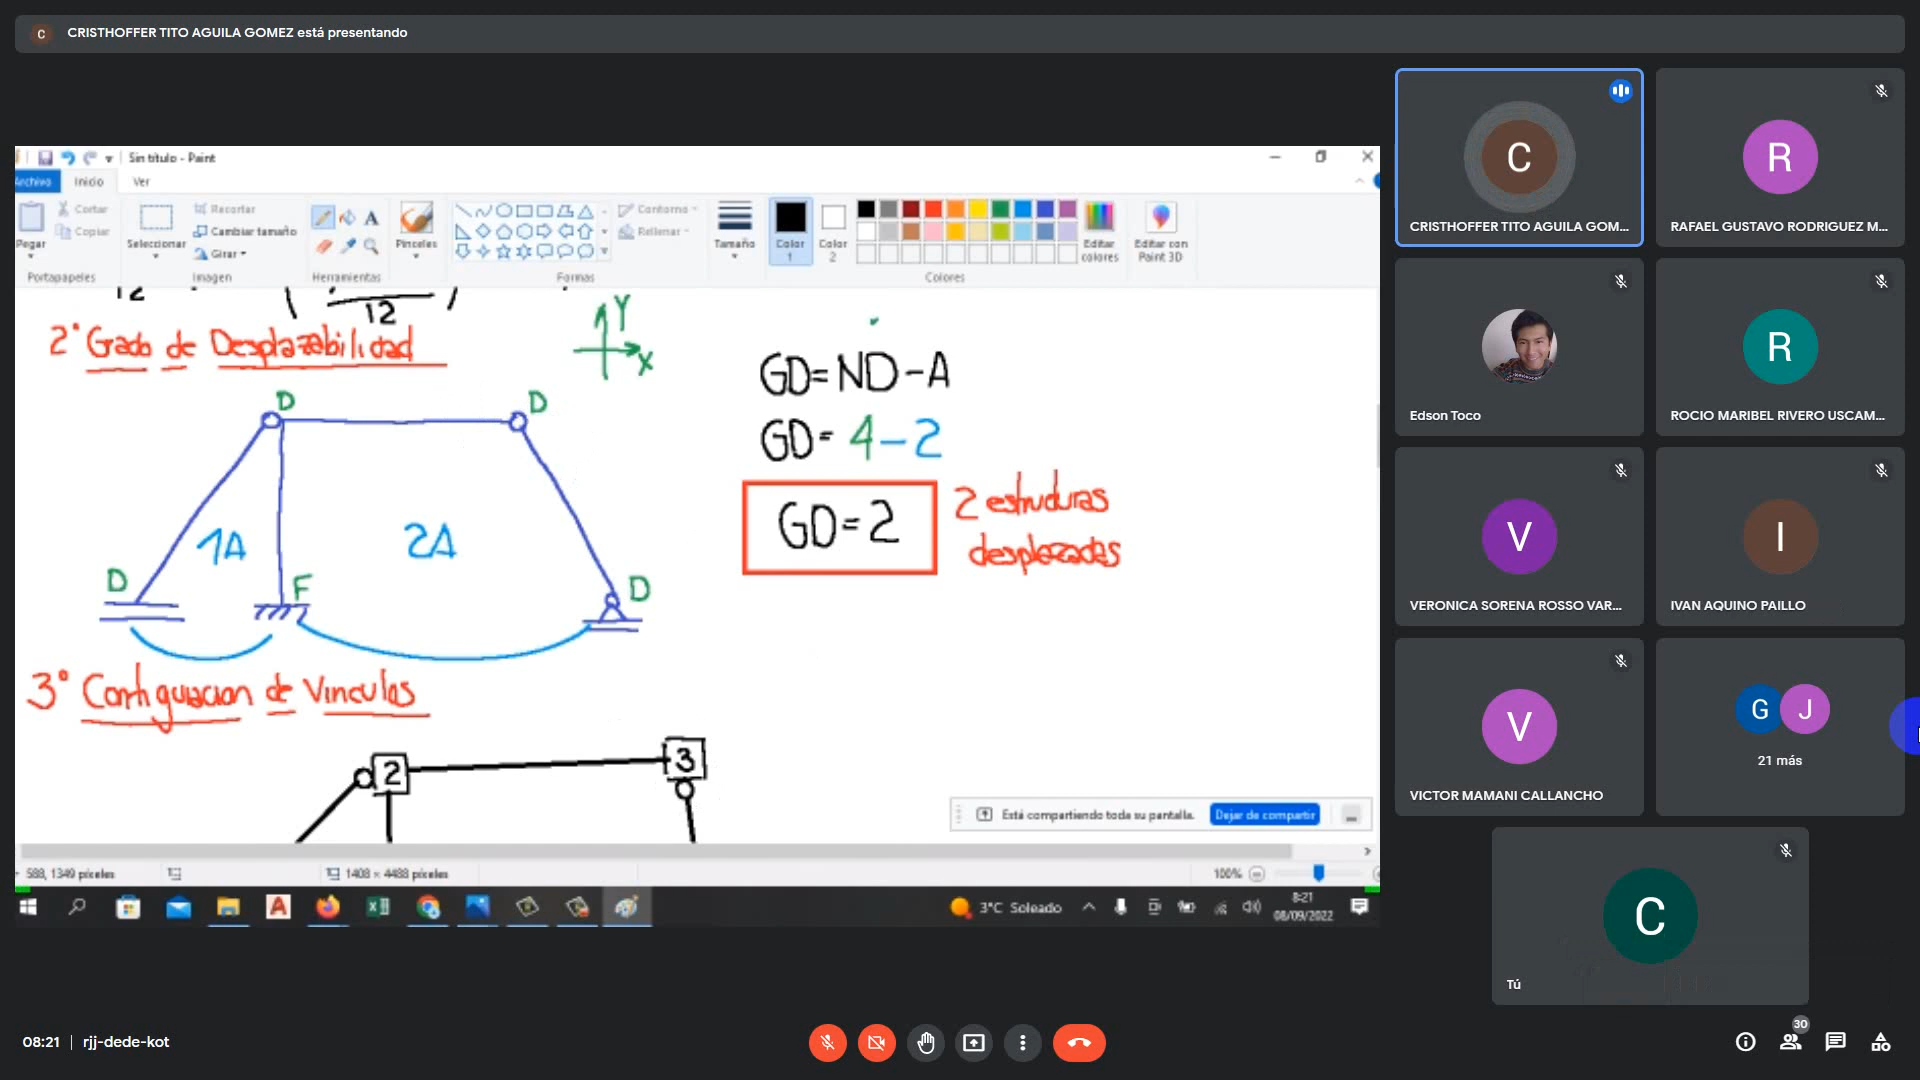 C CRISTHOFFER TITO AGUILA GOMEZ está presentando
Sin título - Paint
Archivo Inicio Ver
Pegar
Cortar
Copiar
Portapapeles
Seleccionar
Recortar
Cambiar tamaño
Girar
Imagen
A
Herramientas
Pinceles
Contorno
Rellenar
Formas
Tamaño
Color 1
Color 2
Editar colores
Editar con Paint 3D
Colores
12
12
2° Grado de Desplazabilidad
Y
X
D D
1A 2A
D F D
GD=ND-A
GD= 4-2
GD=2
2 estructuras
desplazadas
3° Configuracion de Vinculos
2 3
Está compartiendo toda su pantalla.
Dejar de compartir
588, 1349 píxeles
1408 × 4488 píxeles
100%
3°C Soleado
8:21
08/09/2022
C
CRISTHOFFER TITO AGUILA GOM...
R
RAFAEL GUSTAVO RODRIGUEZ M...
Edson Toco
R
ROCIO MARIBEL RIVERO USCAM...
V
VERONICA SORENA ROSSO VAR...
I
IVAN AQUINO PAILLO
V
VICTOR MAMANI CALLANCHO
G J
21 más
C
Tú
08:21 | rjj-dede-kot
30